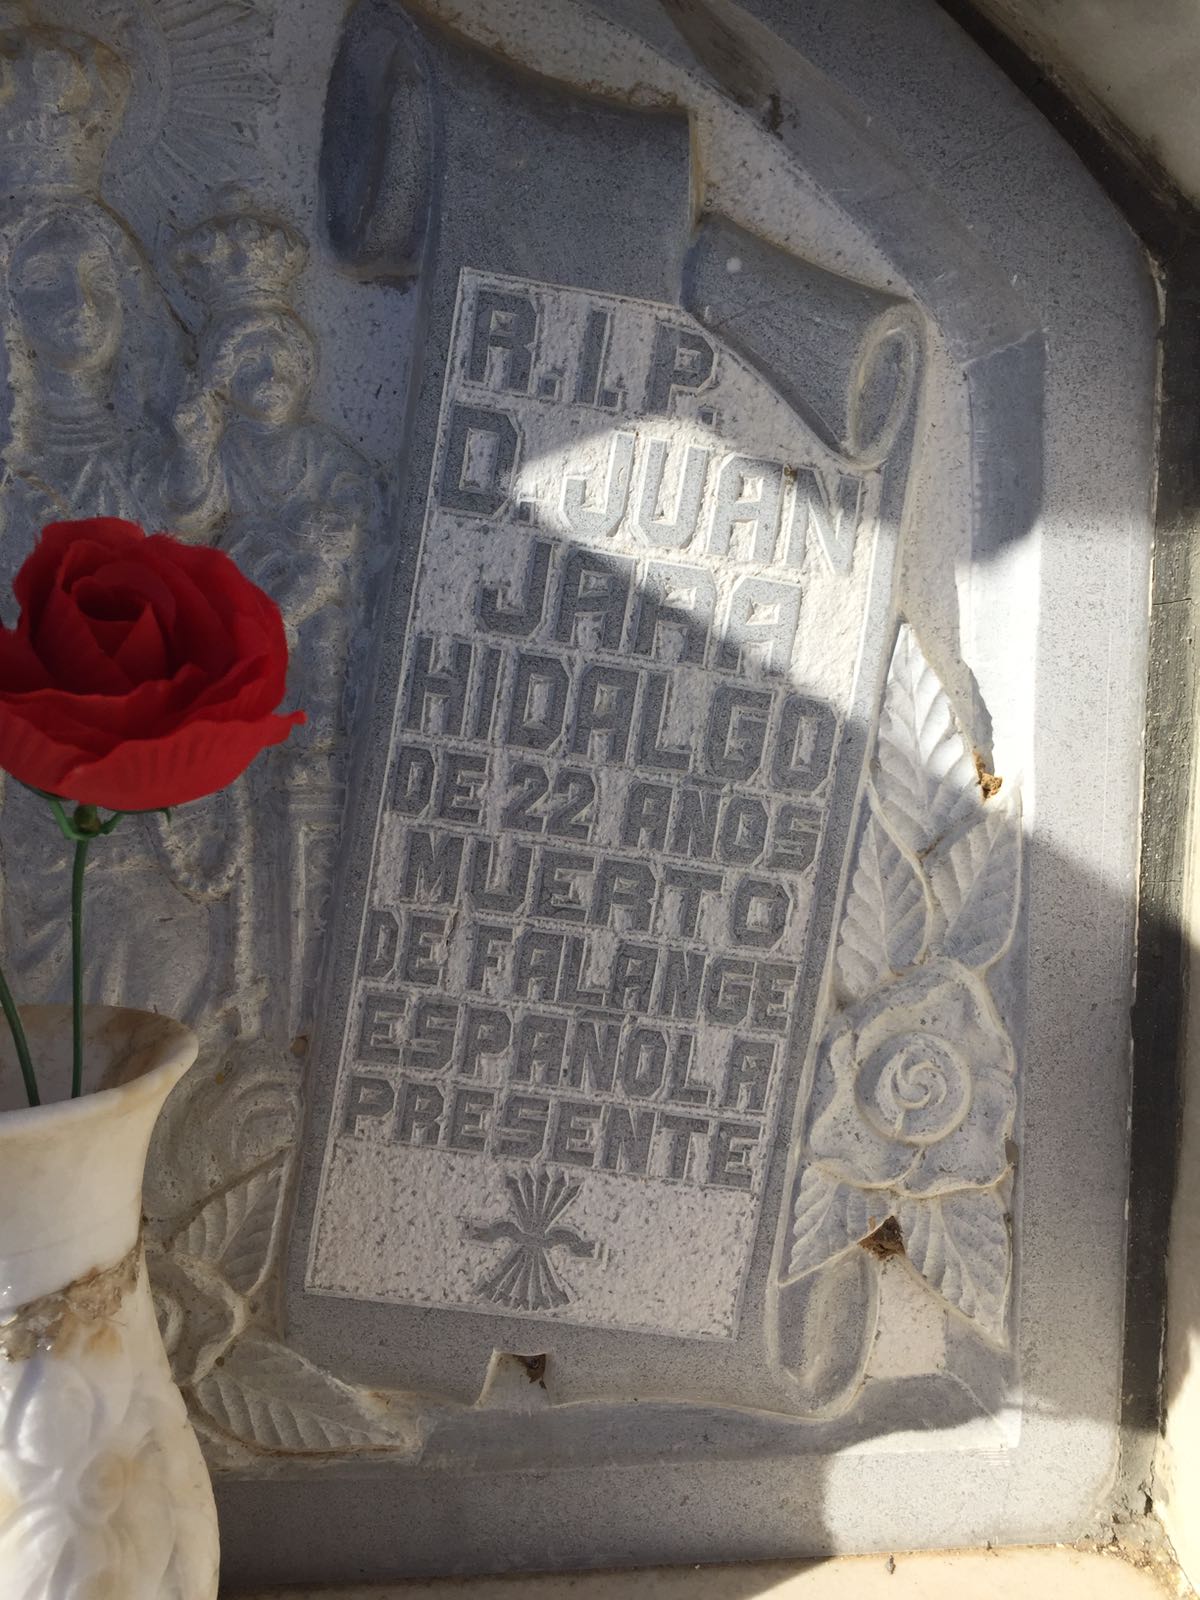 R.I.P.
D. JUAN
JARA
HIDALGO
DE 22 AÑOS
MUERTO
DE FALANGE
ESPAÑOLA
PRESENTE